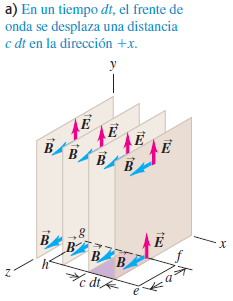 a) En un tiempo dt, el frente de
onda se desplaza una distancia
c dt en la dirección +x.
y
E⃗
E⃗
E⃗
E⃗
B⃗
B⃗
B⃗
B⃗
E⃗
g
B⃗
B⃗
B⃗
B⃗
x
f
z
h
c dt
e
a